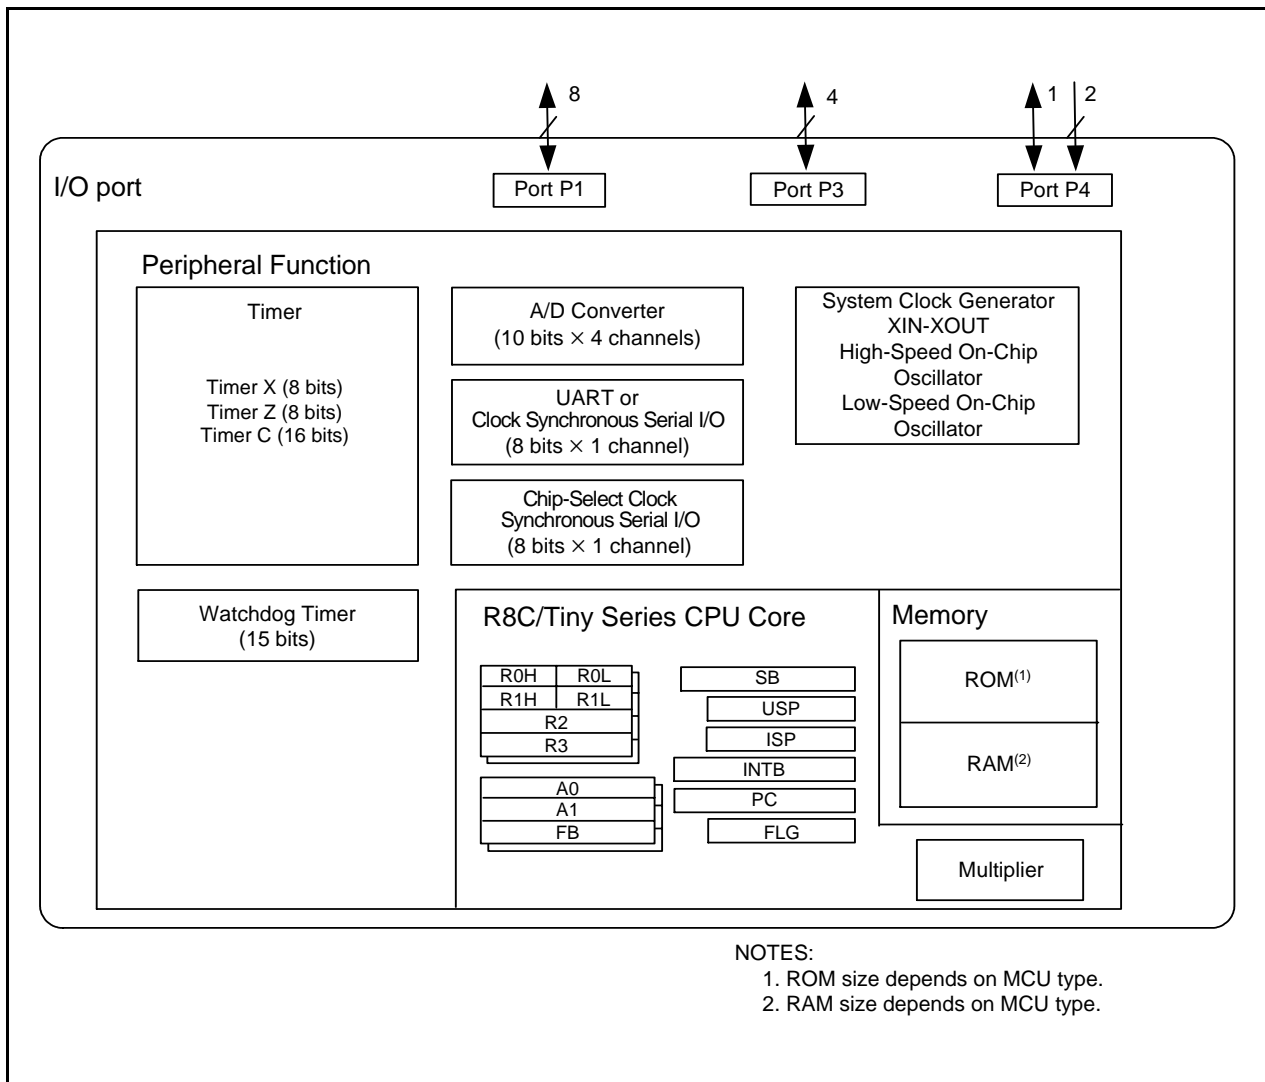 8
4
1
2
I/O port
Port P1
Port P3
Port P4
Peripheral Function
Timer
Timer X (8 bits)
Timer Z (8 bits)
Timer C (16 bits)
A/D Converter
(10 bits × 4 channels)
UART or
Clock Synchronous Serial I/O
(8 bits × 1 channel)
Chip-Select Clock
Synchronous Serial I/O
(8 bits × 1 channel)
System Clock Generator
XIN-XOUT
High-Speed On-Chip
Oscillator
Low-Speed On-Chip
Oscillator
Watchdog Timer
(15 bits)
R8C/Tiny Series CPU Core
R0H
R0L
R1H
R1L
R2
R3
A0
A1
FB
SB
USP
ISP
INTB
PC
FLG
Memory
ROM(1)
RAM(2)
Multiplier
NOTES:
1. ROM size depends on MCU type.
2. RAM size depends on MCU type.